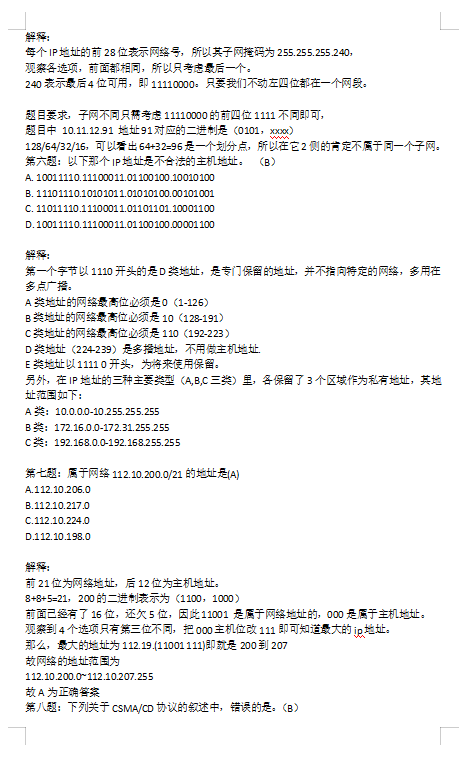 解释:
每个 IP 地址的前 28 位表示网络号，所以其子网掩码为 255.255.255.240,
观察各选项，前面都相同，所以只考虑最后一个。
240 表示最后 4 位可用，即 11110000。只要我们不动左四位都在一个网段。
题目要求，子网不同只需考虑 11110000 的前四位 1111 不同即可,
题目中 10.11.12.91 地址 91 对应的二进制是（0101，xxxx）
128/64/32/16，可以看出 64+32=96 是一个划分点，所以在它 2 侧的肯定不属于同一个子网。
第六题：以下那个 IP 地址是不合法的主机地址。 （B）
A. 10011110.11100011.01100100.10010100
B. 11101110.10101011.01010100.00101001
C. 11011110.11100011.01101101.10001100
D. 10011110.11100011.01100100.00001100
解释:
第一个字节以 1110 开头的是 D 类地址，是专门保留的地址，并不指向特定的网络，多用在
多点广播。
A 类地址的网络最高位必须是 0（1-126）
B 类地址的网络最高位必须是 10（128-191）
C 类地址的网络最高位必须是 110（192-223）
D 类地址（224-239）是多播地址，不用做主机地址.
E 类地址以 1111 0 开头，为将来使用保留。
另外，在 IP 地址的三种主要类型（A,B,C 三类）里，各保留了 3 个区域作为私有地址，其地
址范围如下:
A 类：10.0.0.0-10.255.255.255
B 类：172.16.0.0-172.31.255.255
C 类：192.168.0.0-192.168.255.255
第七题：属于网络 112.10.200.0/21 的地址是(A)
A.112.10.206.0
B.112.10.217.0
C.112.10.224.0
D.112.10.198.0
解释:
前 21 位为网络地址，后 12 位为主机地址。
8+8+5=21，200 的二进制表示为（1100，1000）
前面已经有了 16 位，还欠 5 位，因此 11001 是属于网络地址的，000 是属于主机地址。
观察到 4 个选项只有第三位不同，把 000 主机位改 111 即可知道最大的 ip 地址。
那么，最大的地址为 112.19.(11001111)即就是 200 到 207
故网络的地址范围为
112.10.200.0~112.10.207.255
故 A 为正确答案
第八题：下列关于 CSMA/CD 协议的叙述中，错误的是。（B）